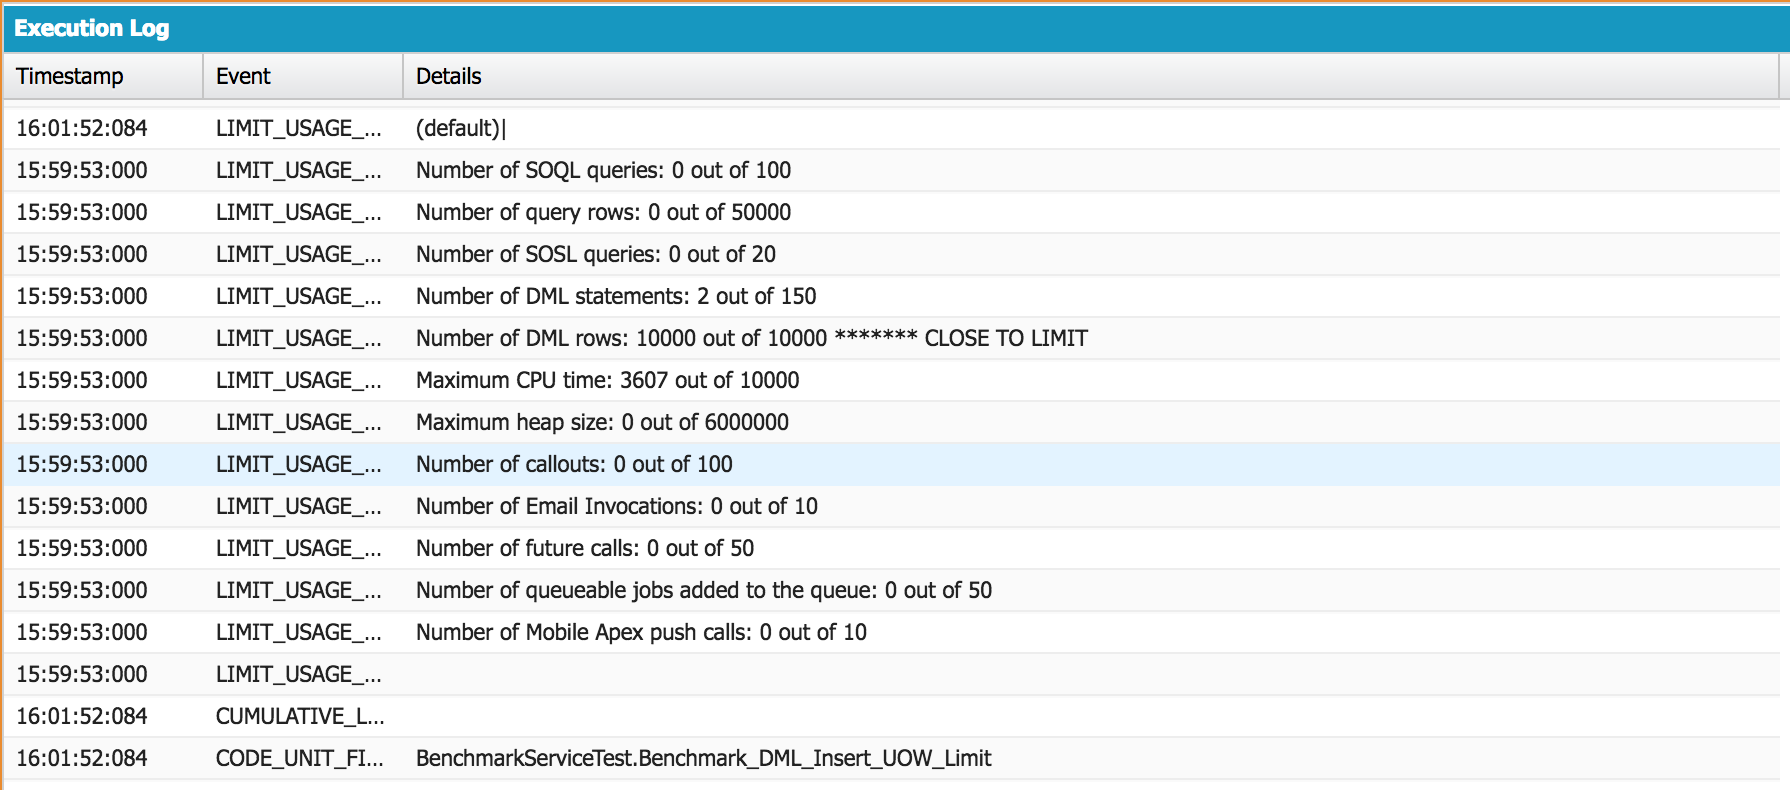 Execution Log
Timestamp Event Details
16:01:52:084 LIMIT_USAGE_... (default)|
15:59:53:000 LIMIT_USAGE_... Number of SOQL queries: 0 out of 100
15:59:53:000 LIMIT_USAGE_... Number of query rows: 0 out of 50000
15:59:53:000 LIMIT_USAGE_... Number of SOSL queries: 0 out of 20
15:59:53:000 LIMIT_USAGE_... Number of DML statements: 2 out of 150
15:59:53:000 LIMIT_USAGE_... Number of DML rows: 10000 out of 10000 ******* CLOSE TO LIMIT
15:59:53:000 LIMIT_USAGE_... Maximum CPU time: 3607 out of 10000
15:59:53:000 LIMIT_USAGE_... Maximum heap size: 0 out of 6000000
15:59:53:000 LIMIT_USAGE_... Number of callouts: 0 out of 100
15:59:53:000 LIMIT_USAGE_... Number of Email Invocations: 0 out of 10
15:59:53:000 LIMIT_USAGE_... Number of future calls: 0 out of 50
15:59:53:000 LIMIT_USAGE_... Number of queueable jobs added to the queue: 0 out of 50
15:59:53:000 LIMIT_USAGE_... Number of Mobile Apex push calls: 0 out of 10
15:59:53:000 LIMIT_USAGE_...
16:01:52:084 CUMULATIVE_L...
16:01:52:084 CODE_UNIT_FI... BenchmarkServiceTest.Benchmark_DML_Insert_UOW_Limit